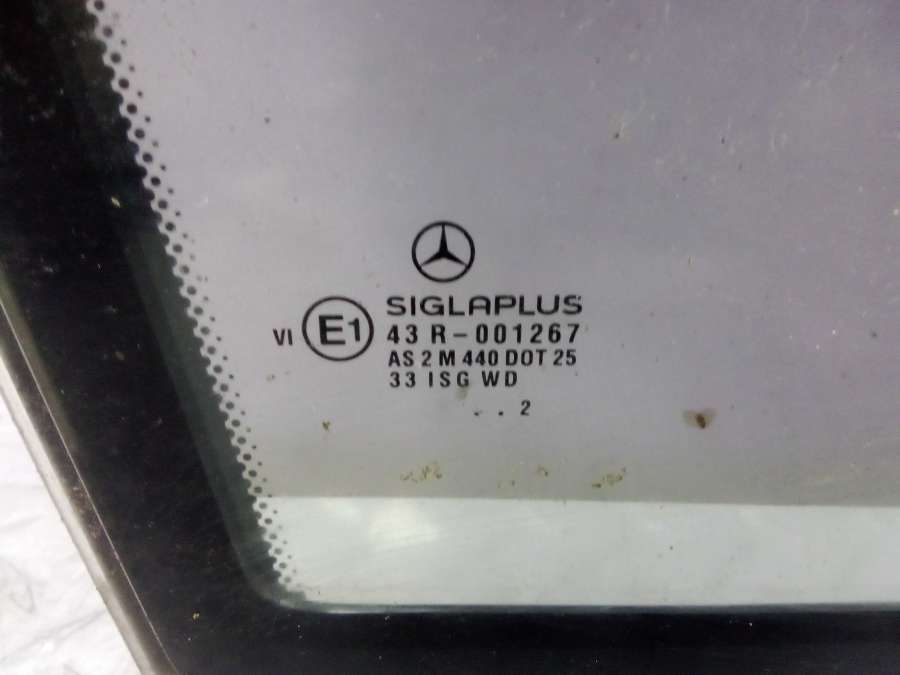 SIGLAPLUS
VI E1 43 R-001267
AS 2 M 440 DOT 25
33 ISG WD
. . 2